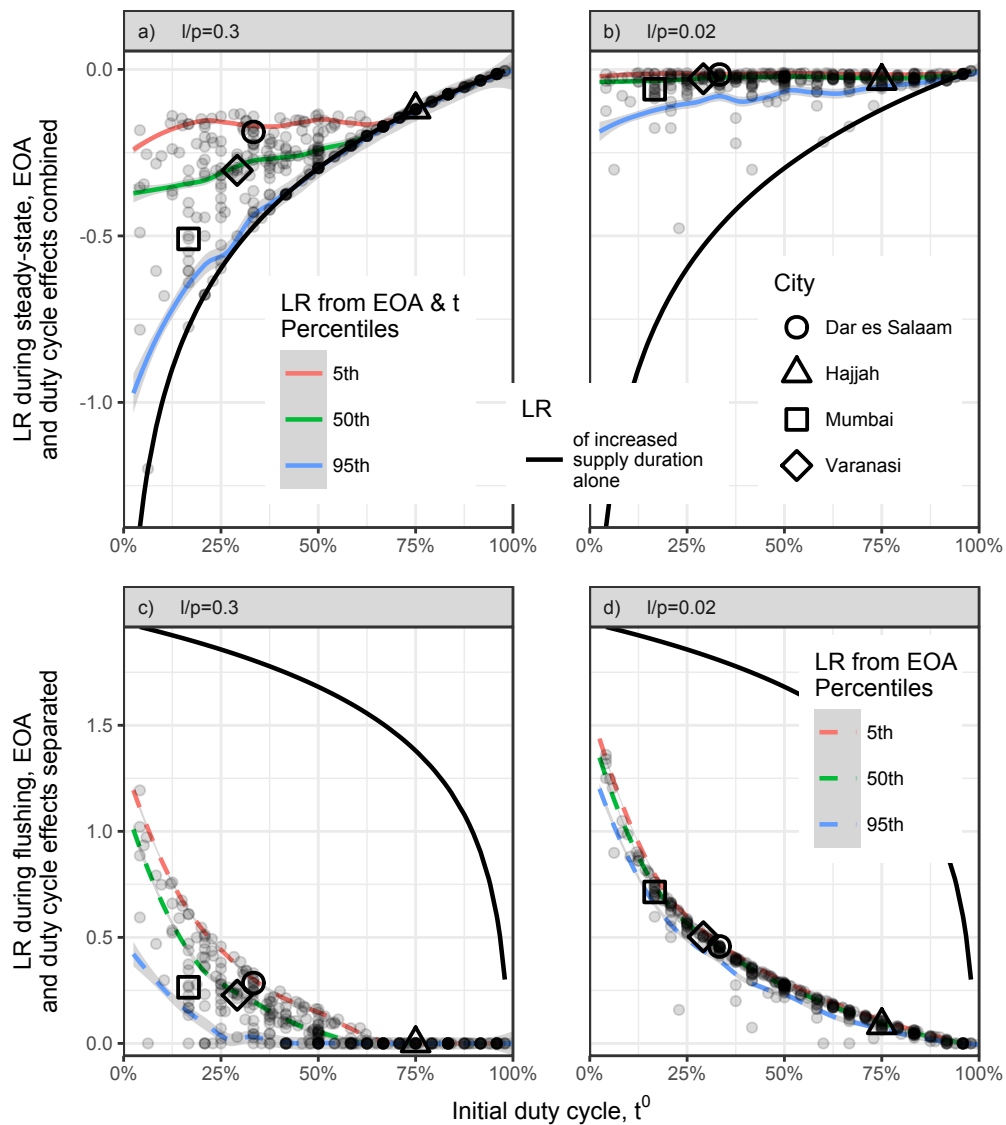 a) l/p=0.3
b) l/p=0.02
LR during steady-state, EOA
and duty cycle effects combined
0.0
-0.5
-1.0
LR from EOA & t
Percentiles
5th
50th
95th
LR
of increased
supply duration
alone
City
Dar es Salaam
Hajjah
Mumbai
Varanasi
0% 25% 50% 75% 100%
0% 25% 50% 75% 100%
c) l/p=0.3
d) l/p=0.02
LR during flushing, EOA
and duty cycle effects separated
1.5
1.0
0.5
0.0
LR from EOA
Percentiles
5th
50th
95th
0% 25% 50% 75% 100%
0% 25% 50% 75% 100%
Initial duty cycle, t⁰